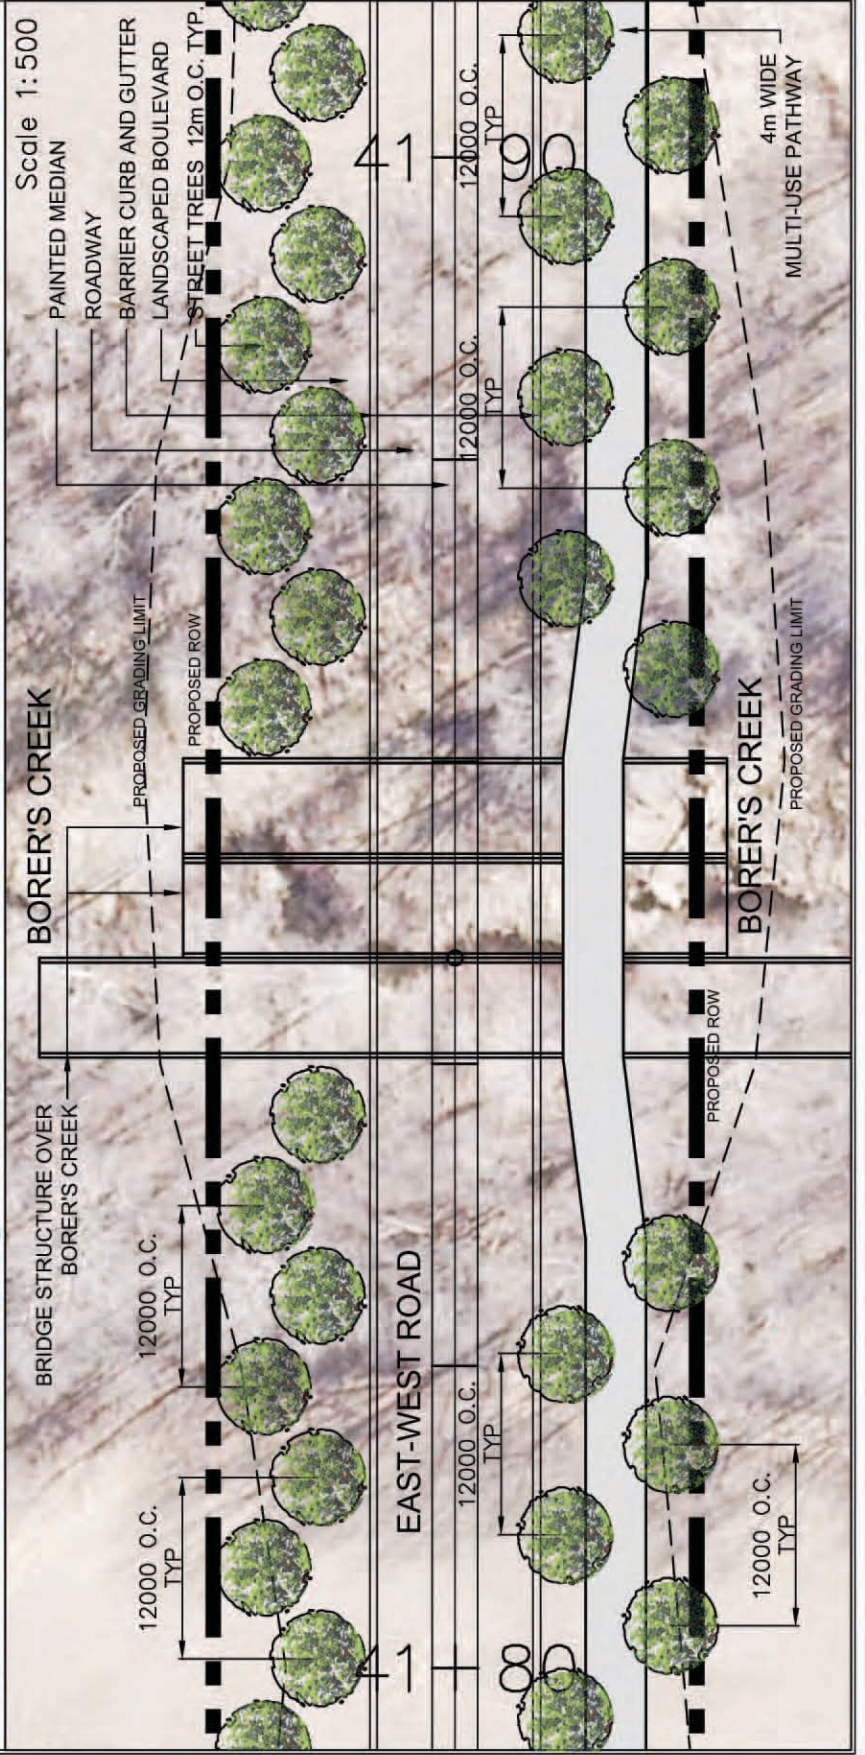 Scale 1:500
PAINTED MEDIAN
ROADWAY
BARRIER CURB AND GUTTER
LANDSCAPED BOULEVARD
STREET TREES 12m O.C. TYP.
BORER'S CREEK
PROPOSED GRADING LIMIT
PROPOSED ROW
BRIDGE STRUCTURE OVER
BORER'S CREEK
12000 O.C.
TYP
12000 O.C.
TYP
EAST-WEST ROAD
41+90
12000 O.C.
TYP
12000 O.C.
TYP
12000 O.C.
TYP
41+80
4m WIDE
MULTI-USE PATHWAY
BORER'S CREEK
PROPOSED GRADING LIMIT
PROPOSED ROW
12000 O.C.
TYP